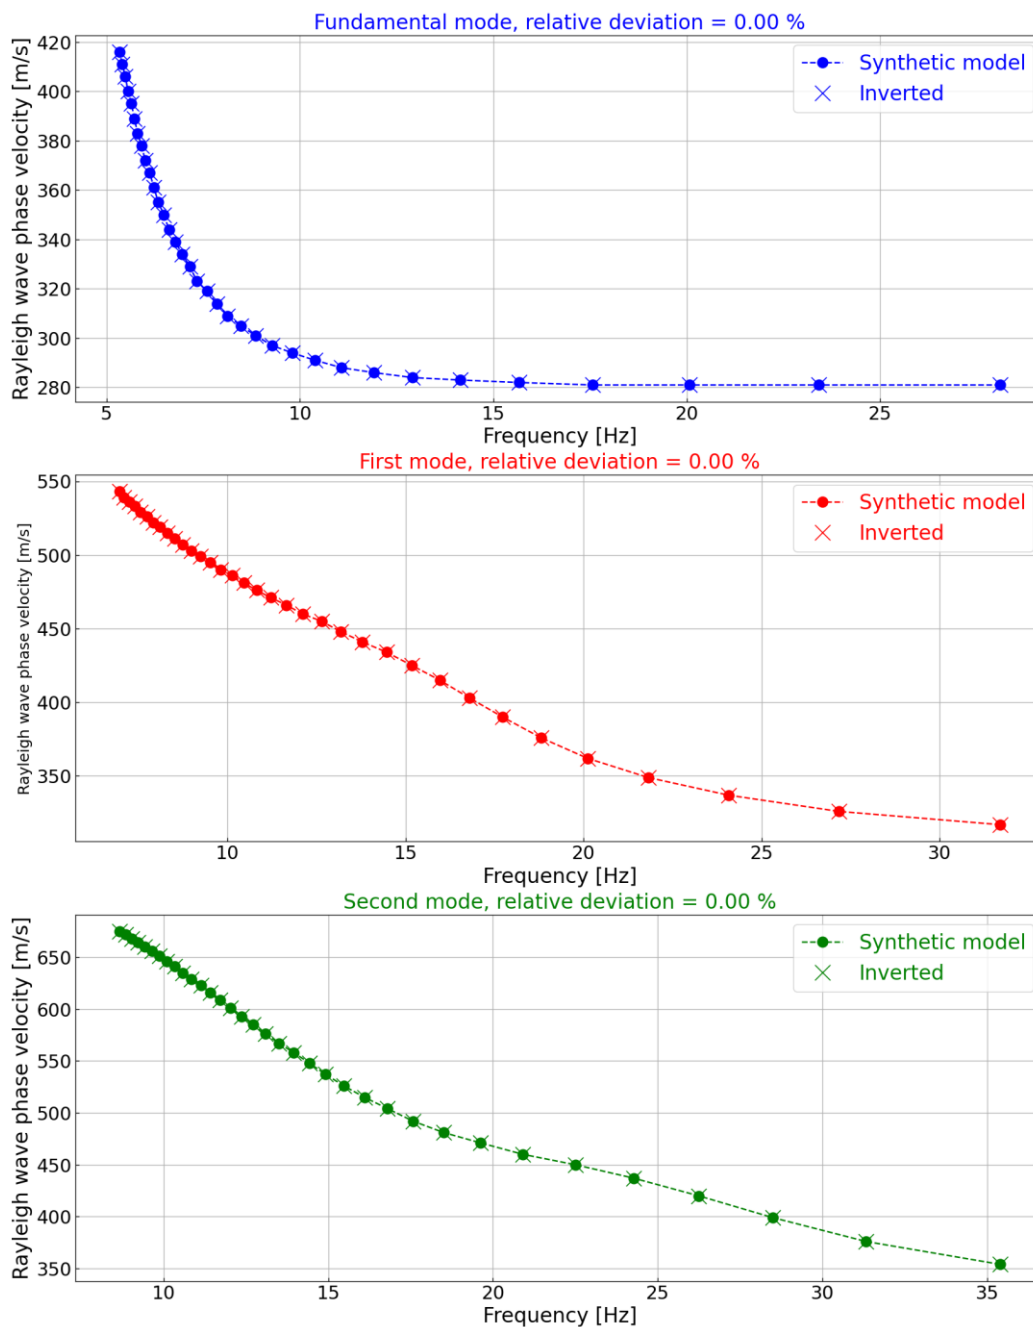 Fundamental mode, relative deviation = 0.00 %
420
400
380
360
340
320
300
280
Rayleigh wave phase velocity [m/s]
Synthetic model
Inverted
5
10
15
20
25
Frequency [Hz]
First mode, relative deviation = 0.00 %
550
500
450
400
350
Rayleigh wave phase velocity [m/s]
Synthetic model
Inverted
10
15
20
25
30
Frequency [Hz]
Second mode, relative deviation = 0.00 %
650
600
550
500
450
400
350
Rayleigh wave phase velocity [m/s]
Synthetic model
Inverted
10
15
20
25
30
35
Frequency [Hz]